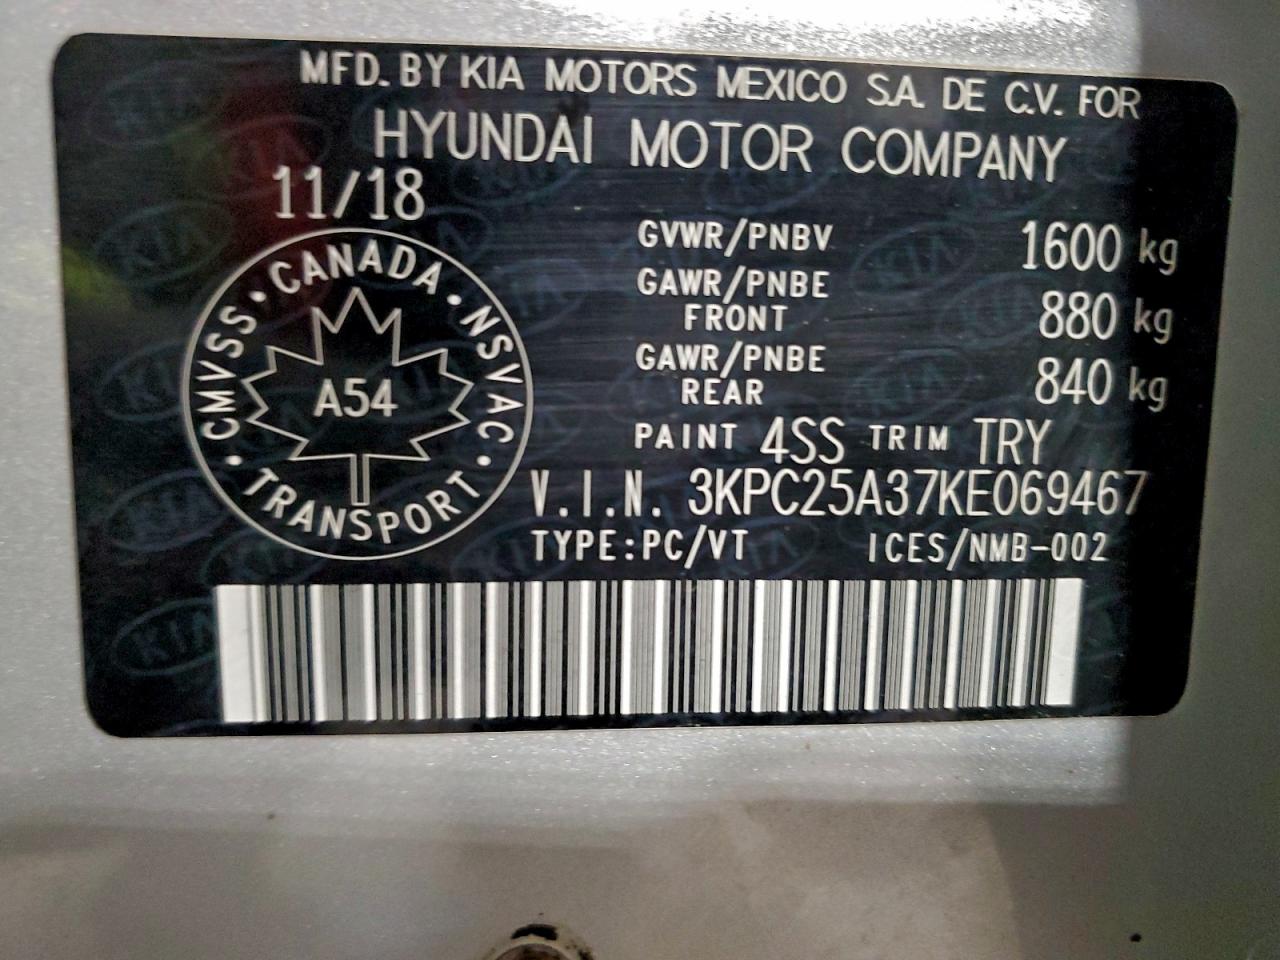 MFD. BY KIA MOTORS MEXICO S.A. DE C.V. FOR
HYUNDAI MOTOR COMPANY
11/18
GVWR/PNBV 1600 kg
GAWR/PNBE
FRONT 880 kg
GAWR/PNBE
REAR 840 kg
PAINT 4SS TRIM TRY
V.I.N. 3KPC25A37KE069467
TYPE:PC/VT ICES/NMB-002
CANADA
CMVSS
NSVAC
A54
TRANSPORT
KIA